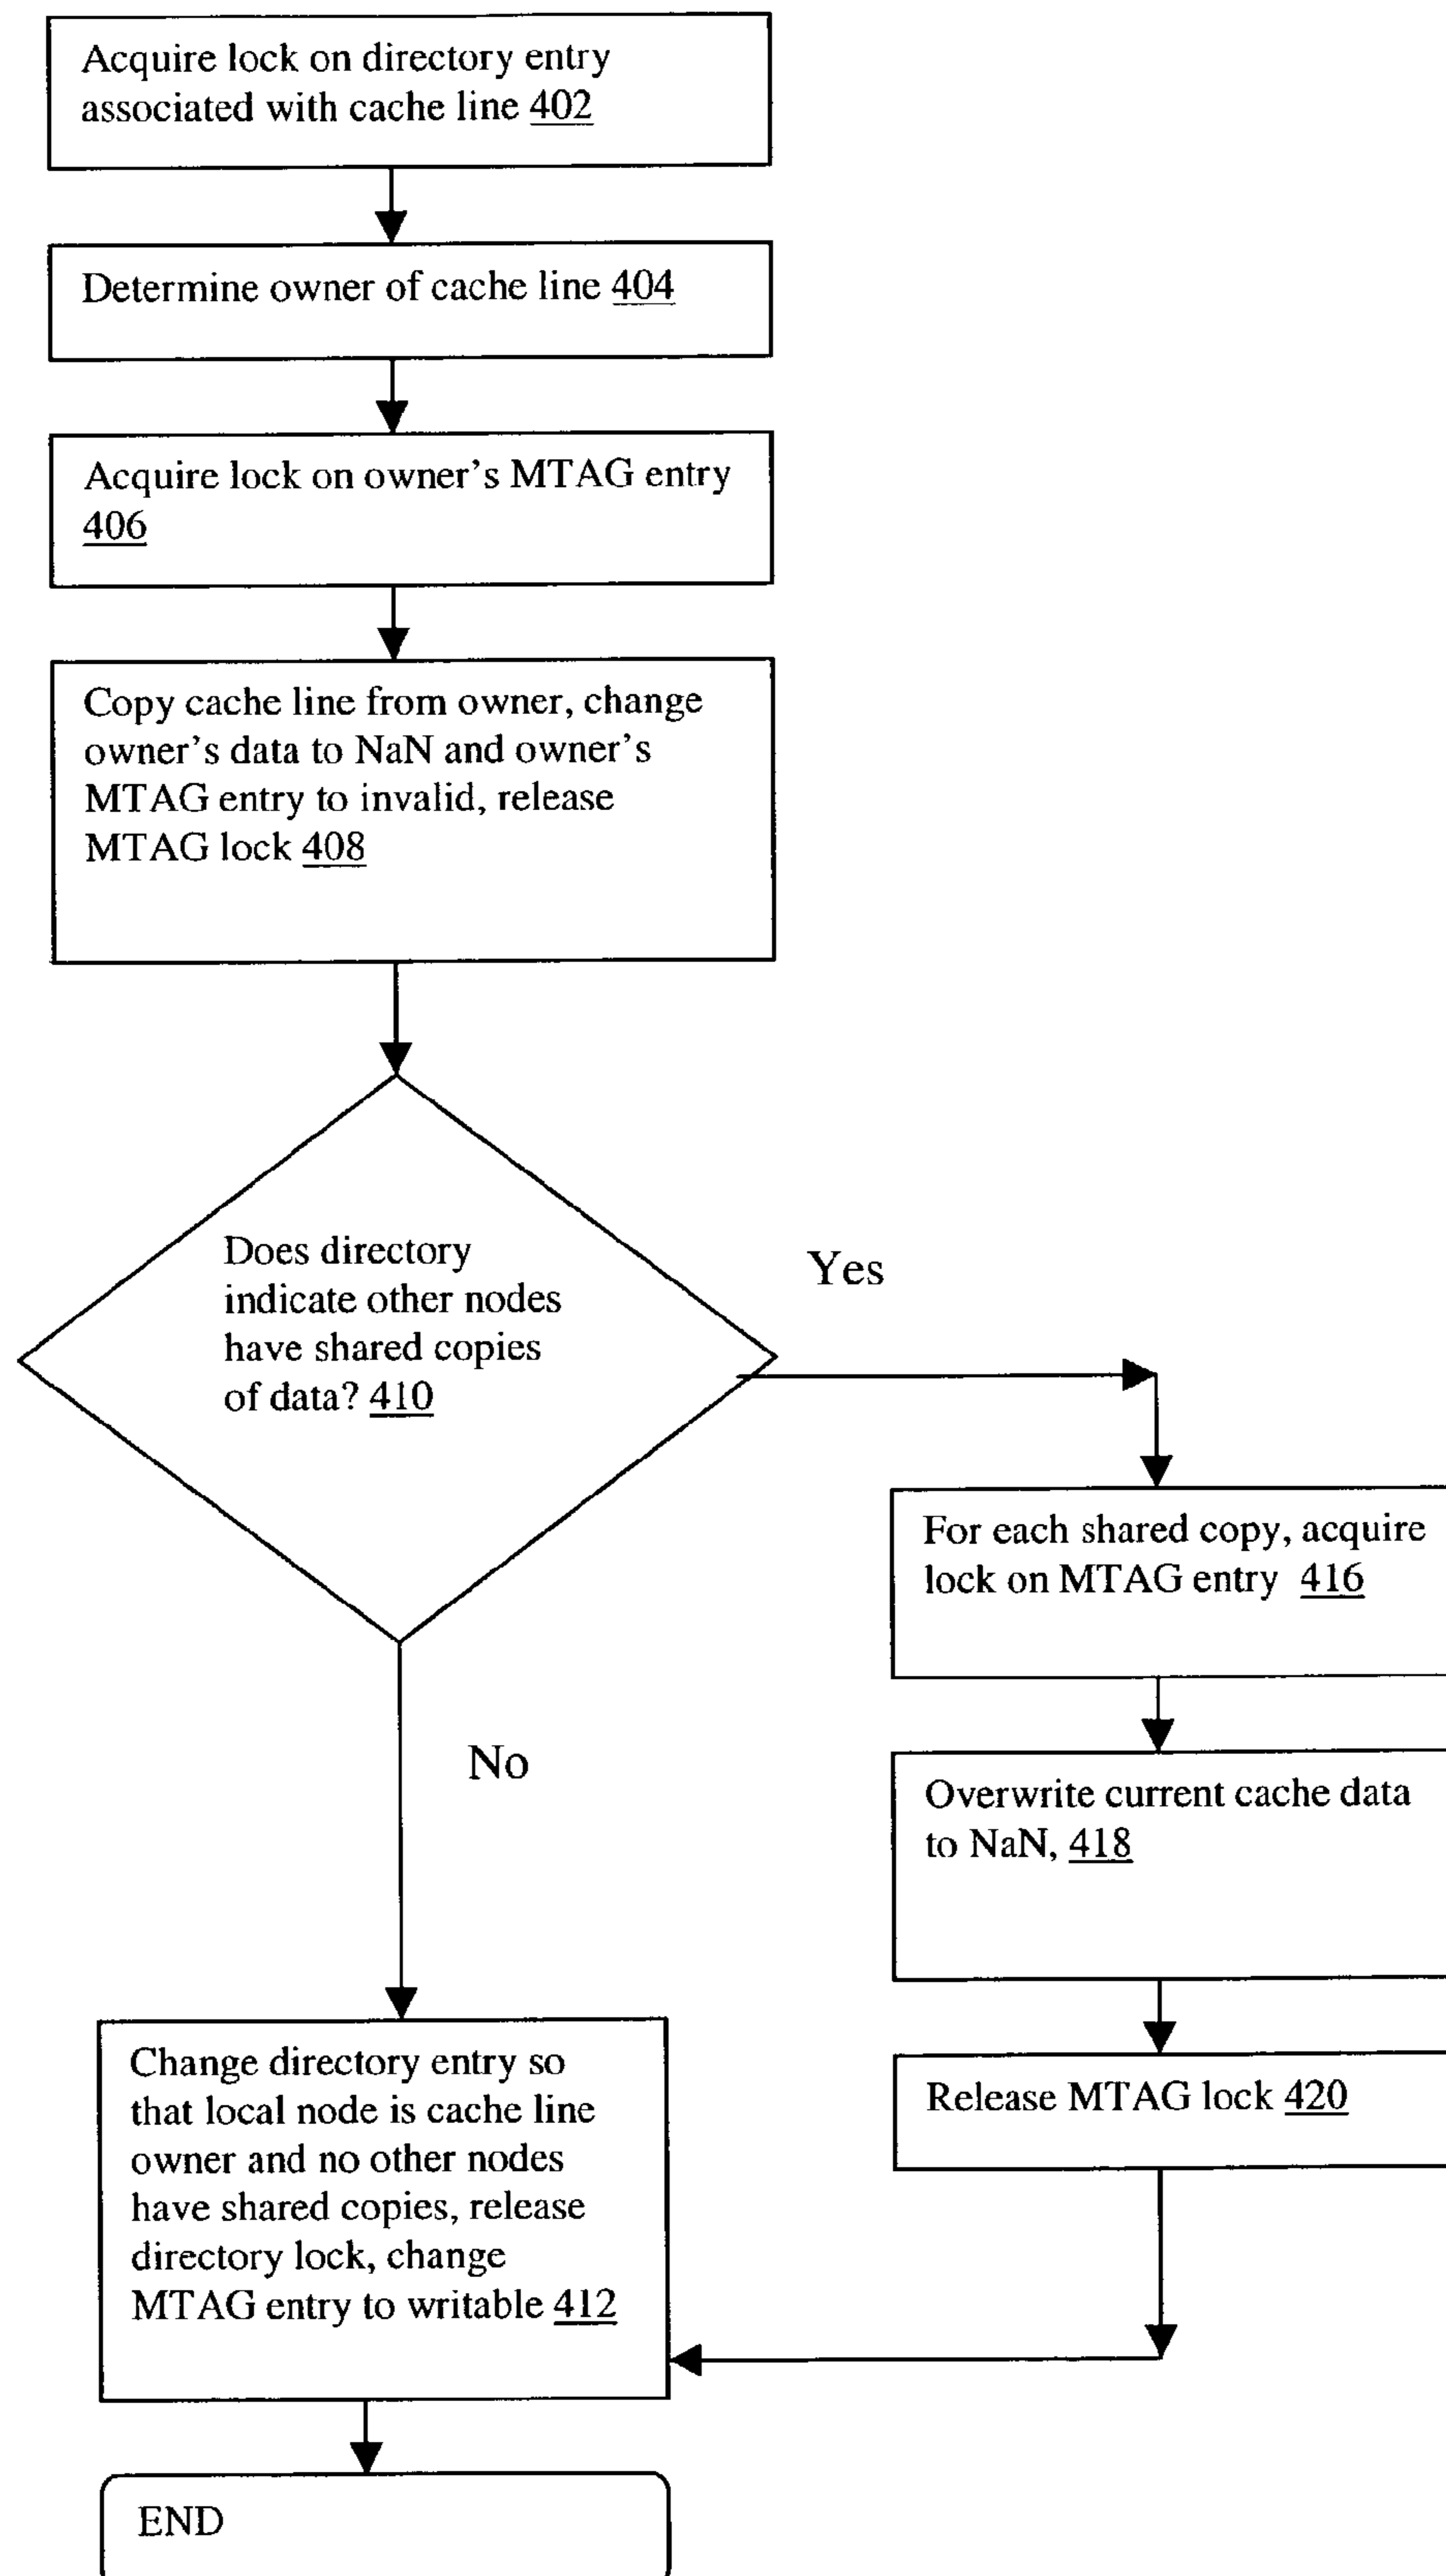 Acquire lock on directory entry
associated with cache line 402
Determine owner of cache line 404
Acquire lock on owner's MTAG entry
406
Copy cache line from owner, change
owner's data to NaN and owner's
MTAG entry to invalid, release
MTAG lock 408
Does directory
indicate other nodes
have shared copies
of data? 410
Yes
For each shared copy, acquire
lock on MTAG entry 416
Overwrite current cache data
to NaN, 418
Release MTAG lock 420
No
Change directory entry so
that local node is cache line
owner and no other nodes
have shared copies, release
directory lock, change
MTAG entry to writable 412
END